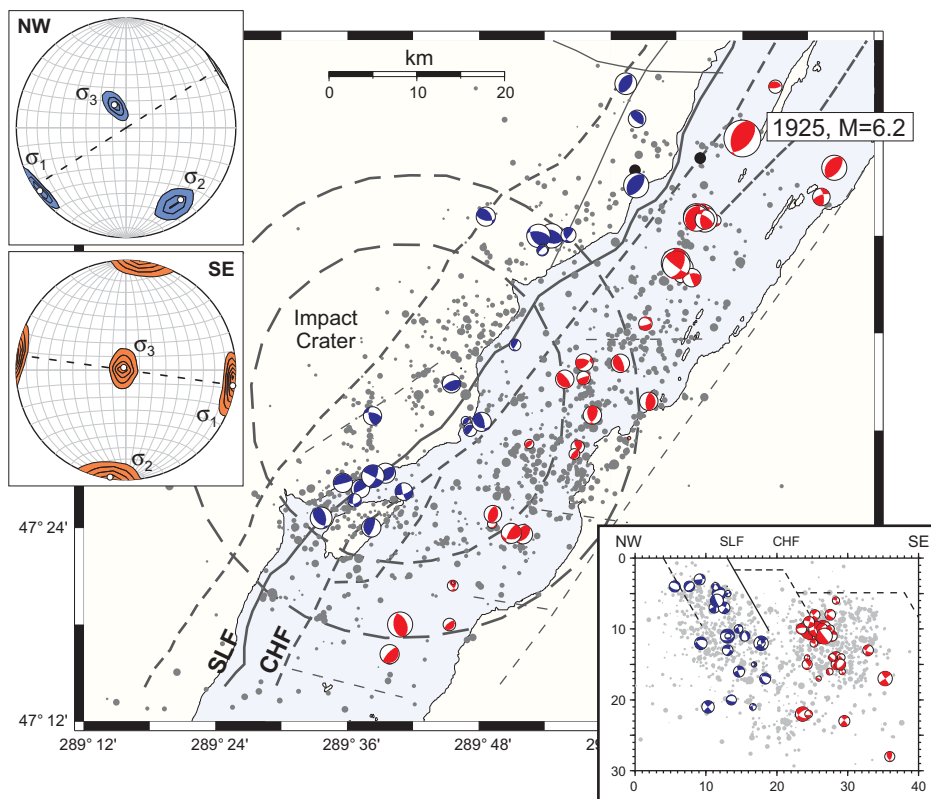 NW
σ3
σ1
σ2
SE
σ3
σ1
σ2
km
0 10 20
1925, M=6.2
Impact
Crater
SLF
CHF
47° 24'
47° 12'
289° 12' 289° 24' 289° 36' 289° 48'
NW SLF CHF SE
0
10
20
30
0 10 20 30 40